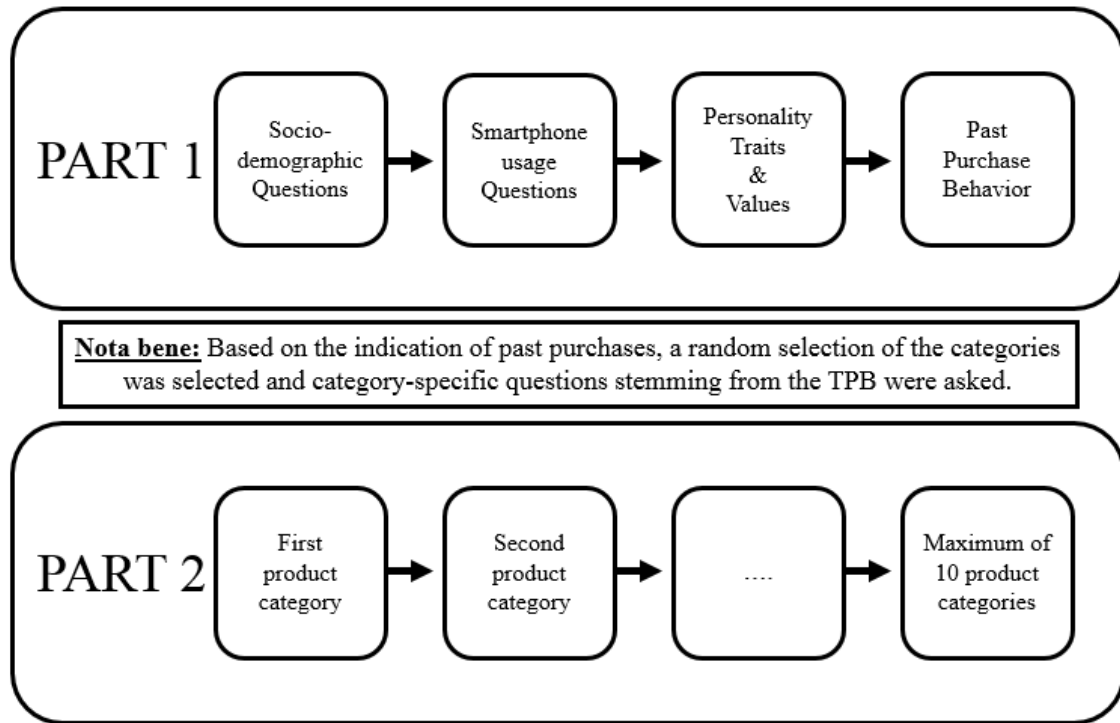 PART 1
Socio-
demographic
Questions
Smartphone
usage
Questions
Personality
Traits
&
Values
Past
Purchase
Behavior
Nota bene: Based on the indication of past purchases, a random selection of the categories
was selected and category-specific questions stemming from the TPB were asked.
PART 2
First
product
category
Second
product
category
....
Maximum of
10 product
categories